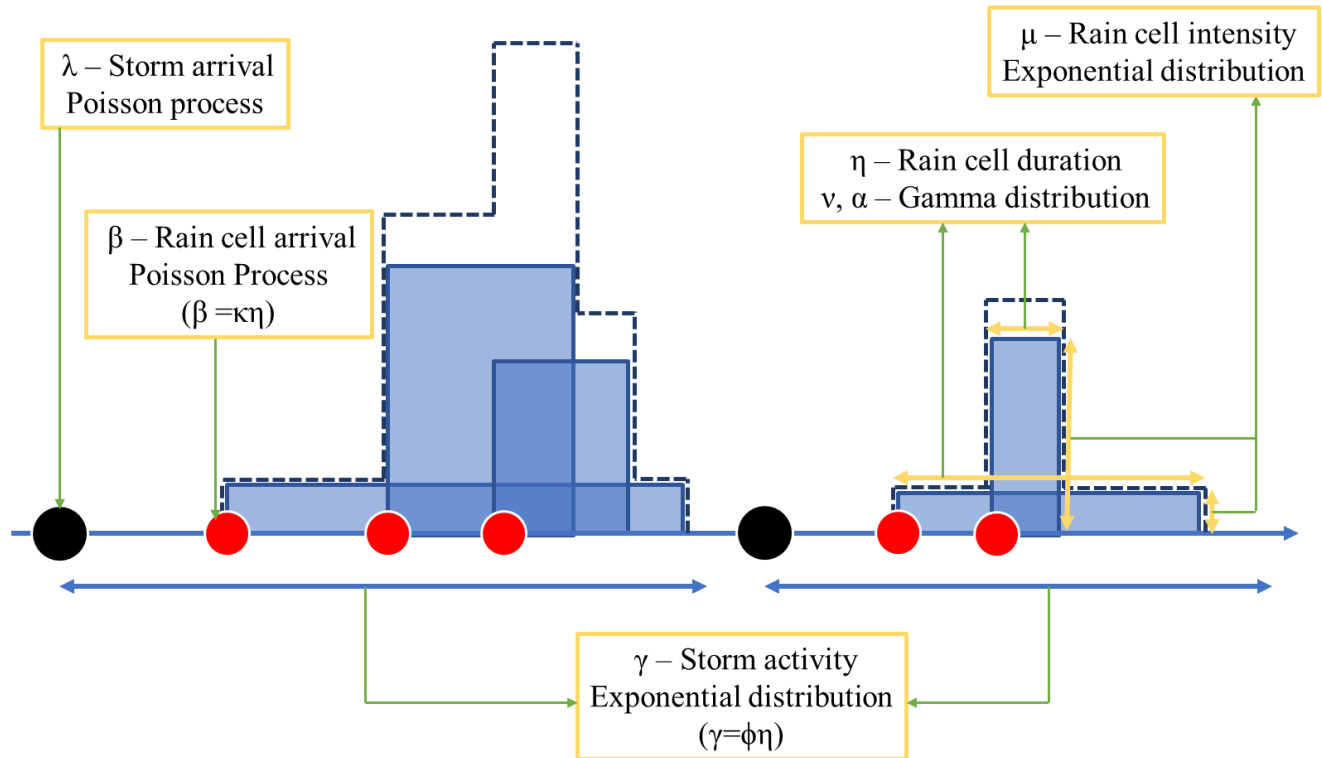 λ – Storm arrival
Poisson process
β – Rain cell arrival
Poisson Process
(β =κη)
μ – Rain cell intensity
Exponential distribution
η – Rain cell duration
ν, α – Gamma distribution
γ – Storm activity
Exponential distribution
(γ=ϕη)